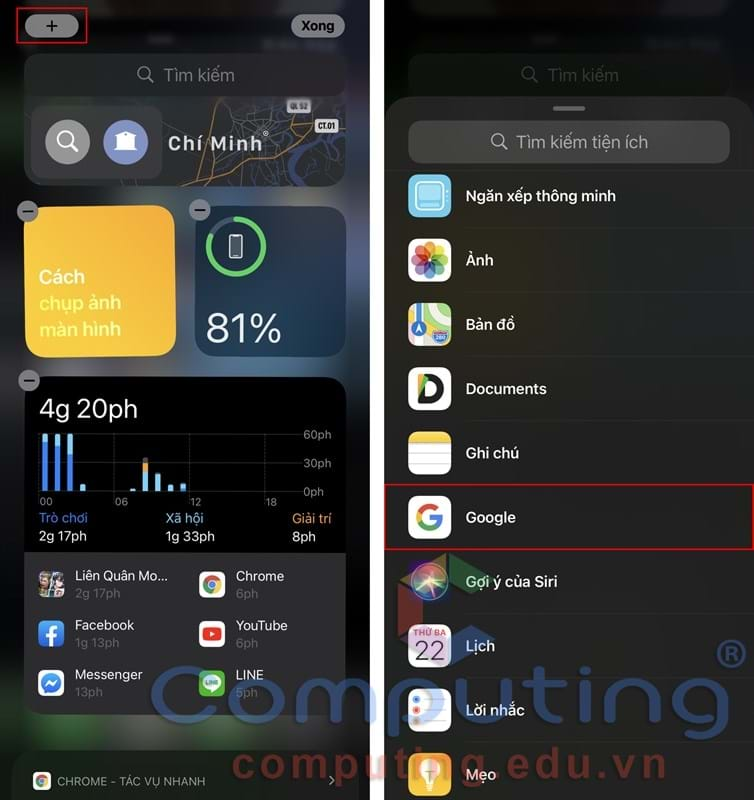 +
Xong
Tìm kiếm
QL 52
CT.01
Chí Minh
Cách
chụp ảnh
màn hình
81%
4g 20ph
60ph
30ph
0ph
00 06 12 18
Trò chơi Xã hội Giải trí
2g 17ph 1g 33ph 8ph
Liên Quân Mo... Chrome
2g 17ph 6ph
Facebook YouTube
1g 13ph 6ph
Messenger LINE
13ph 5ph
CHROME - TÁC VỤ NHANH
Tìm kiếm
Tìm kiếm tiện ích
Ngăn xếp thông minh
Ảnh
Bản đồ
280
Documents
Ghi chú
Google
Gợi ý của Siri
THỨ BA
22
Lịch
Lời nhắc
Mẹo
Computing®
computing.edu.vn